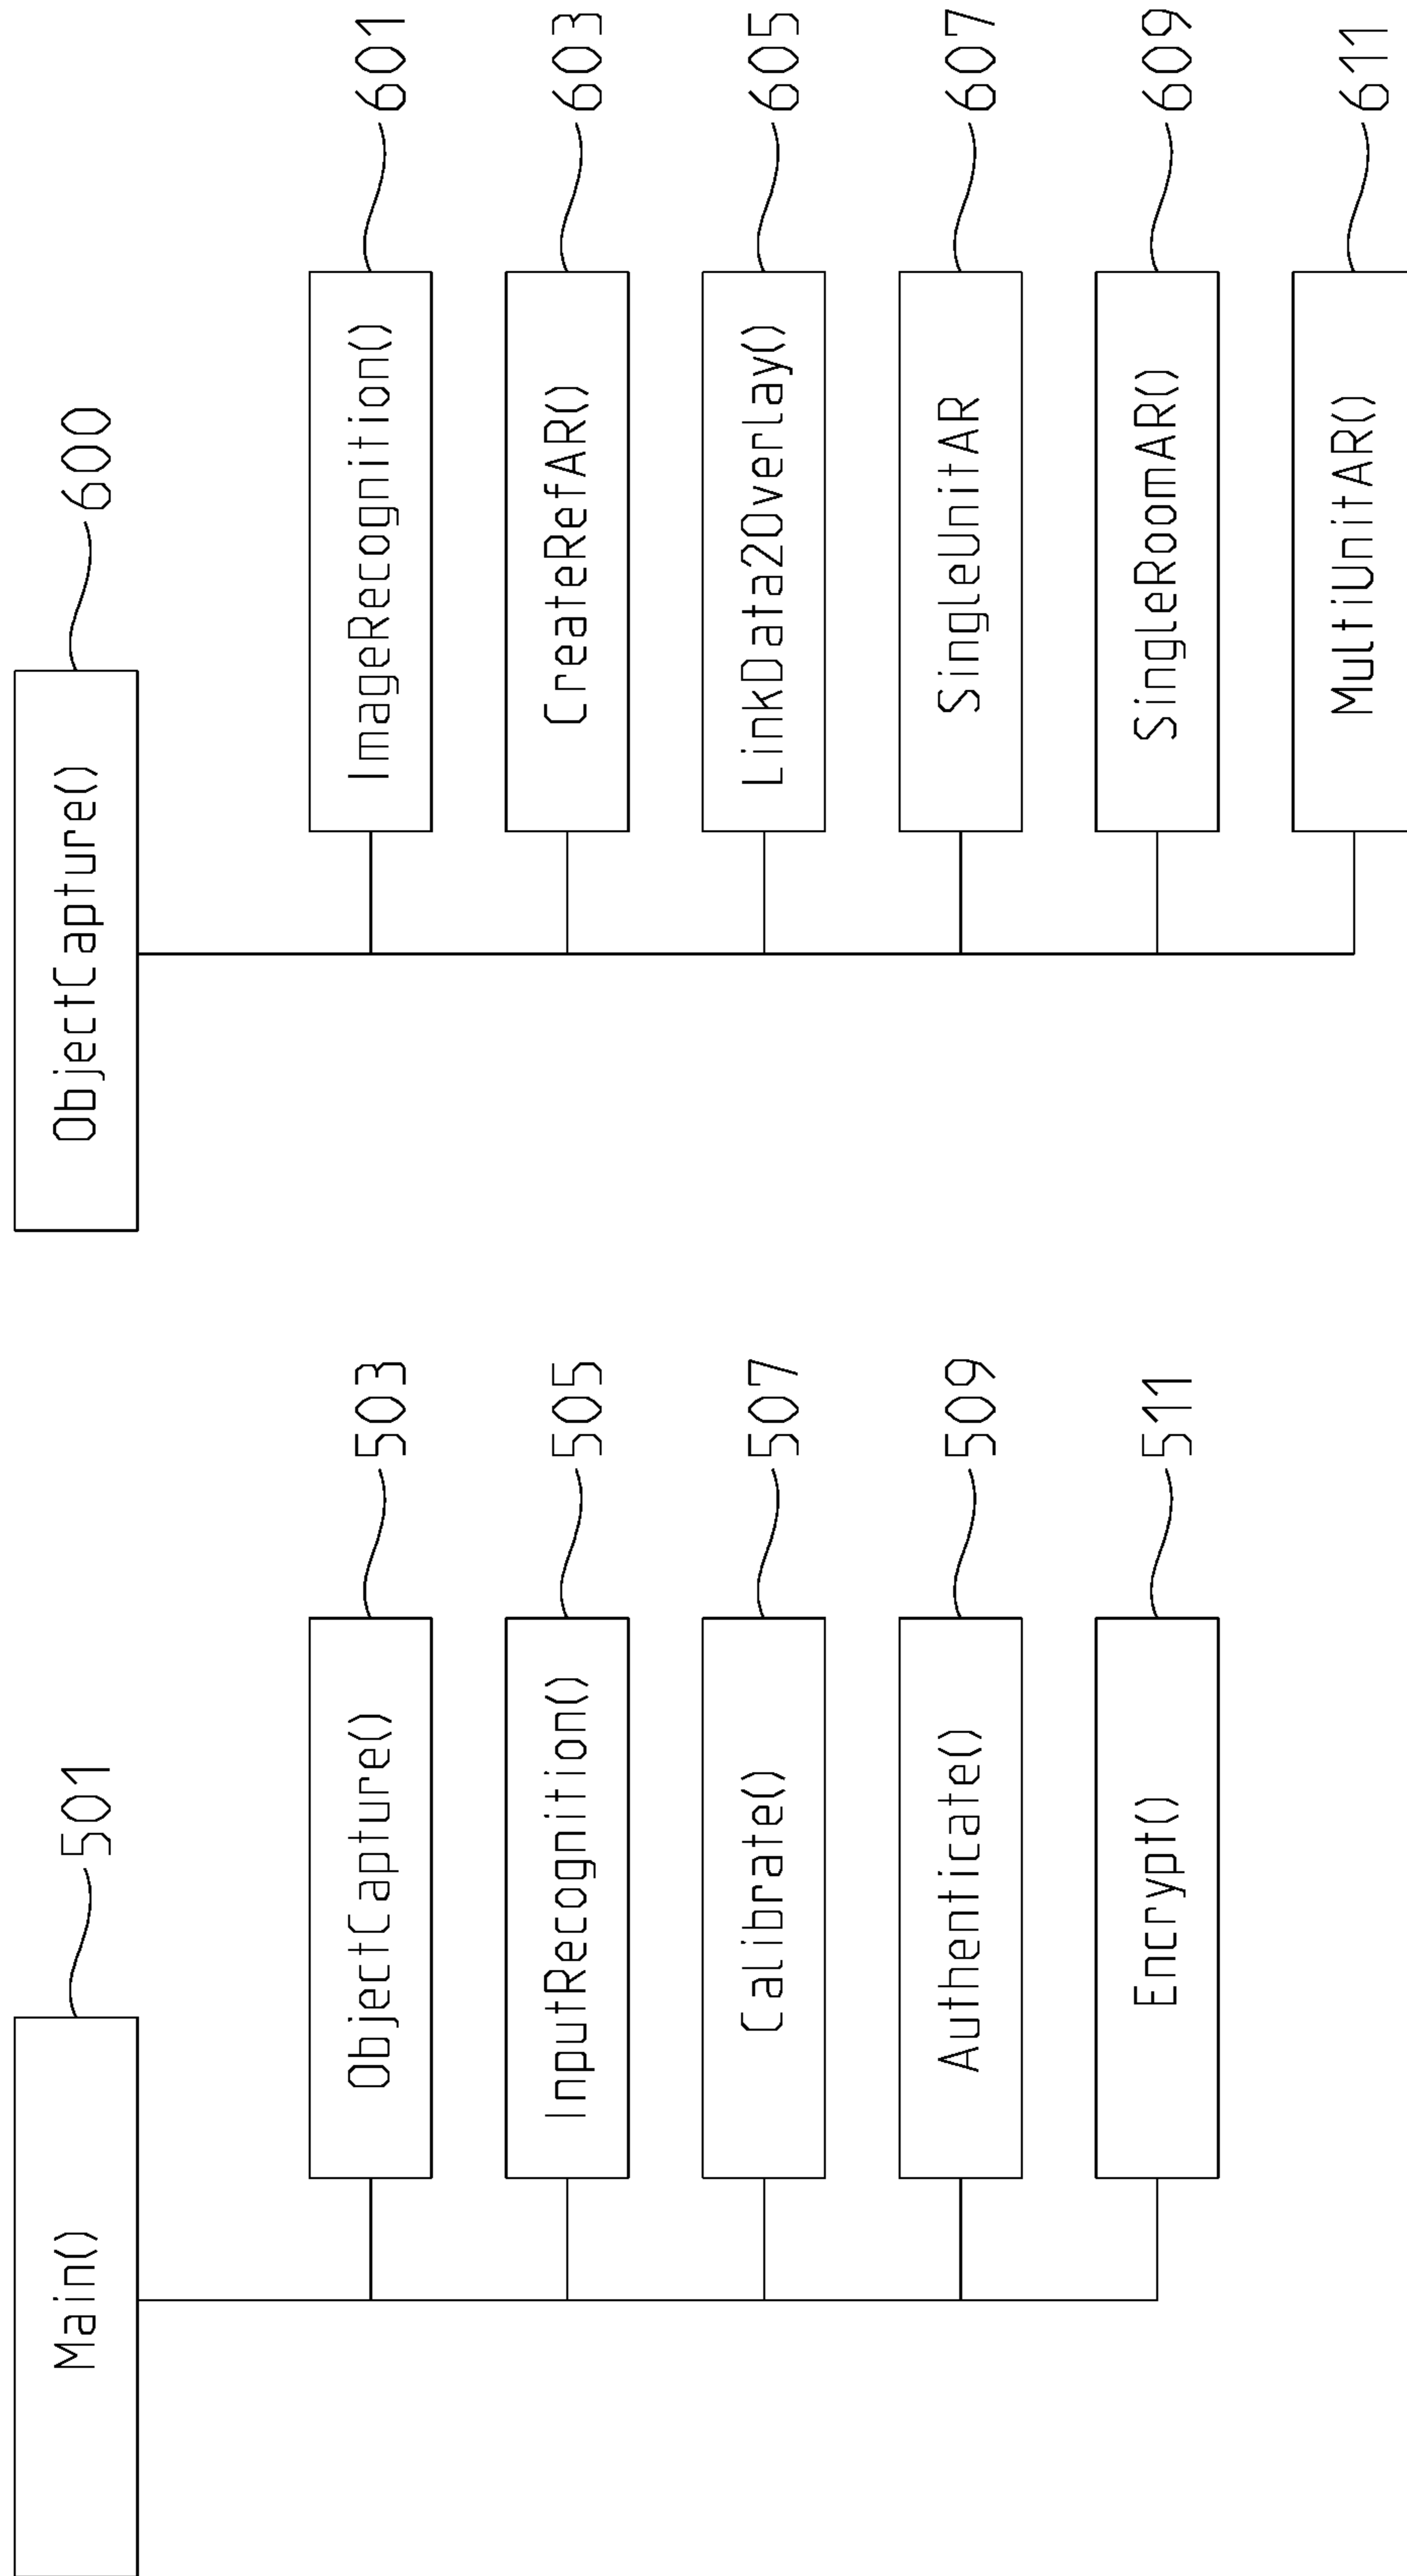 Main()
501
ObjectCapture()
503
InputRecognition()
505
Calibrate()
507
Authenticate()
509
Encrypt()
511
ObjectCapture()
600
ImageRecognition()
601
CreateRefAR()
603
LinkData2Overlay()
605
SingleUnitAR
607
SingleRoomAR()
609
MultiUnitAR()
611